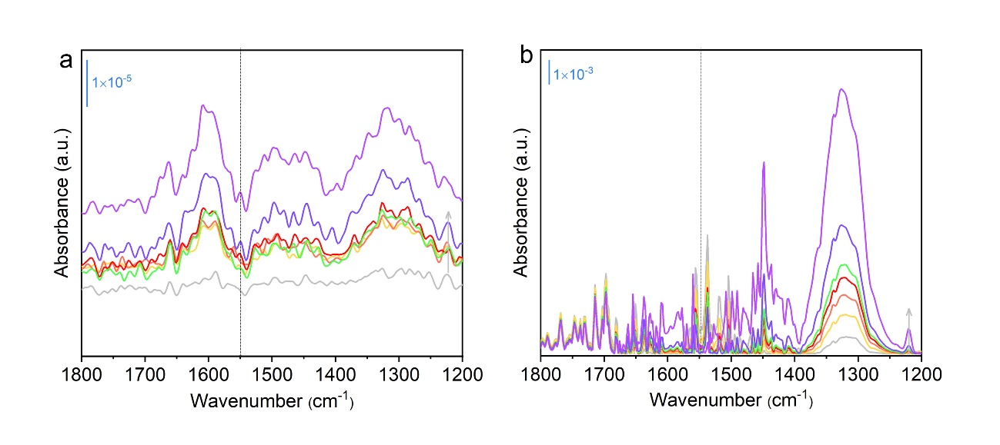 a
1×10⁻⁵
Absorbance (a.u.)
1800 1700 1600 1500 1400 1300 1200
Wavenumber (cm⁻¹)
b
1×10⁻³
Absorbance (a.u.)
1800 1700 1600 1500 1400 1300 1200
Wavenumber (cm⁻¹)